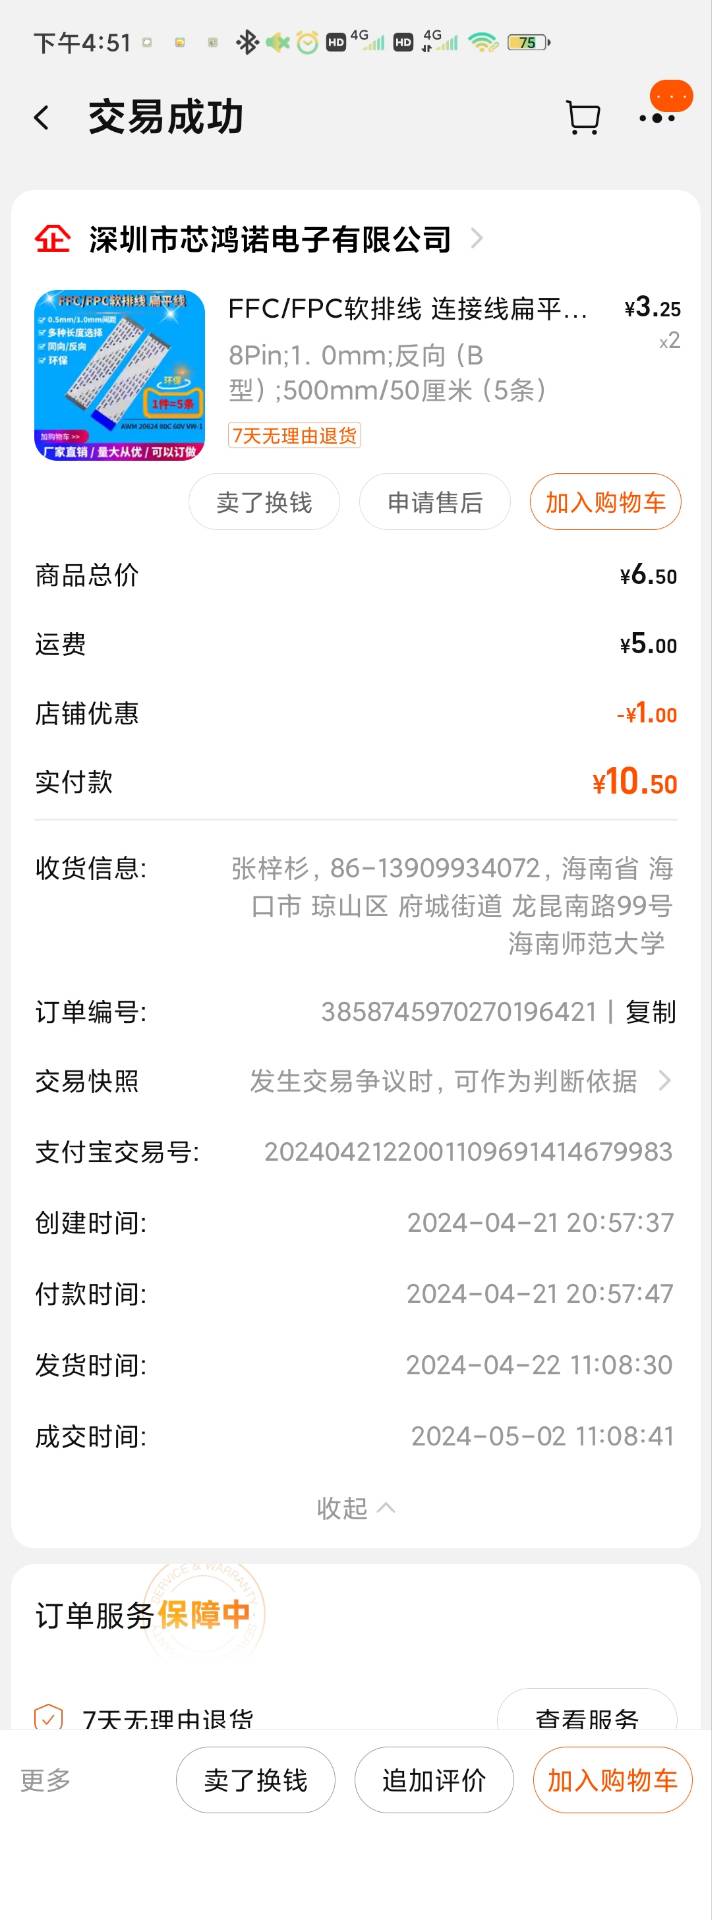 下午4:51
HD 4G HD 4G 75
交易成功
企 深圳市芯鸿诺电子有限公司
FFC/FPC软排线 扁平线
0.5mm/1.0mm间距
多种长度选择
同向/反向
环保
环保
1件=5条
AWM 20624 80C 60V VW-1
加购物车 >>
厂家直销 / 量大从优 / 可以订做
FFC/FPC软排线 连接线扁平... ¥3.25
x2
8Pin;1. 0mm;反向 (B
型) ;500mm/50厘米 (5条)
7天无理由退货
卖了换钱 申请售后 加入购物车
商品总价 ¥6.50
运费 ¥5.00
店铺优惠 -¥1.00
实付款 ¥10.50
收货信息: 张梓杉, 86-13909934072, 海南省 海
口市 琼山区 府城街道 龙昆南路99号
海南师范大学
订单编号: 3858745970270196421 | 复制
交易快照 发生交易争议时, 可作为判断依据
支付宝交易号: 2024042122001109691414679983
创建时间: 2024-04-21 20:57:37
付款时间: 2024-04-21 20:57:47
发货时间: 2024-04-22 11:08:30
成交时间: 2024-05-02 11:08:41
收起
SERVICE & WARRANTY
订单服务保障中
7天无理由退货 查看服务
更多 卖了换钱 追加评价 加入购物车